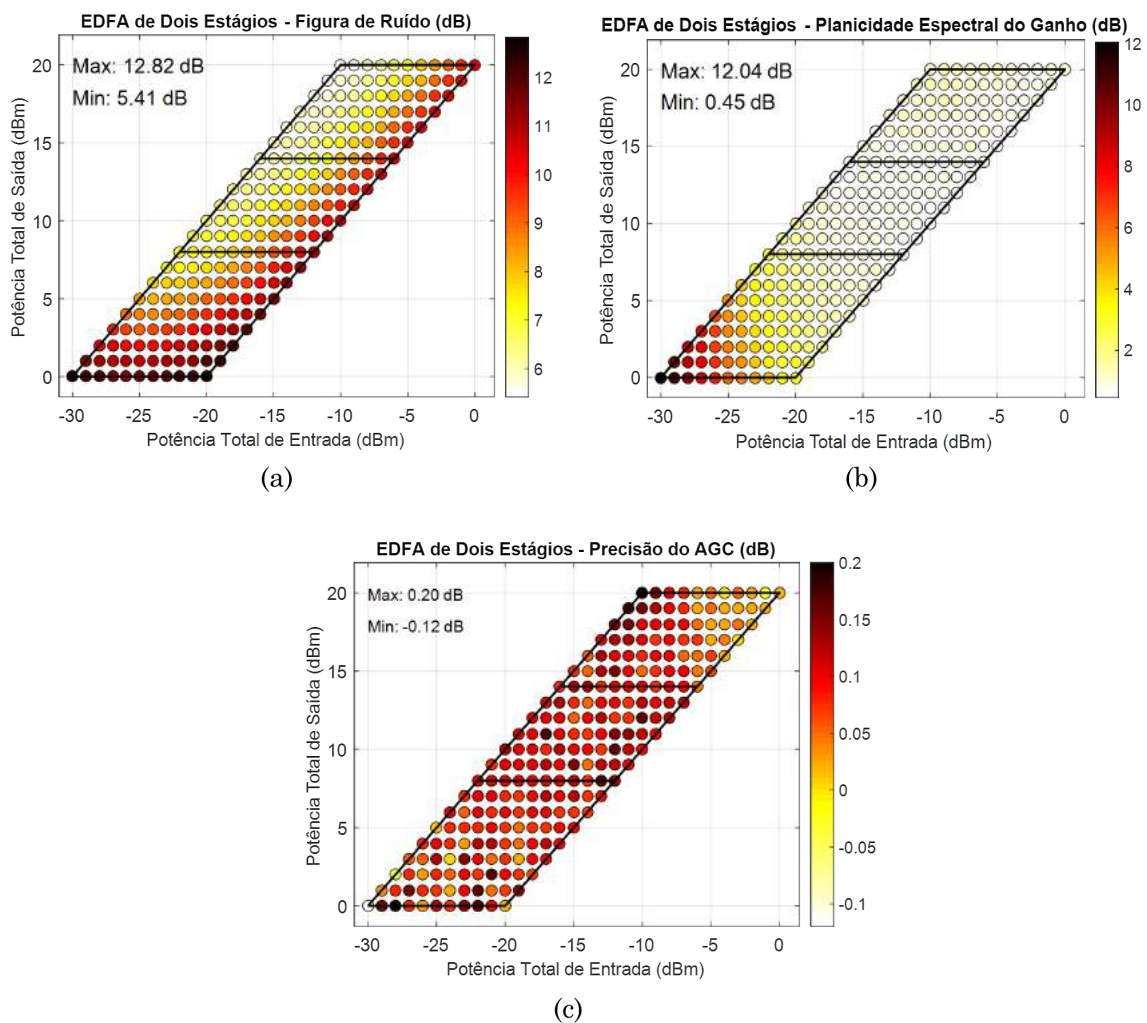 EDFA de Dois Estágios - Figura de Ruído (dB)
Max: 12.82 dB
Min: 5.41 dB
Potência Total de Saída (dBm)
20
15
10
5
0
-30 -25 -20 -15 -10 -5 0
Potência Total de Entrada (dBm)
12
11
10
9
8
7
6
(a)
EDFA de Dois Estágios - Planicidade Espectral do Ganho (dB)
Max: 12.04 dB
Min: 0.45 dB
Potência Total de Saída (dBm)
20
15
10
5
0
-30 -25 -20 -15 -10 -5 0
Potência Total de Entrada (dBm)
12
10
8
6
4
2
(b)
EDFA de Dois Estágios - Precisão do AGC (dB)
Max: 0.20 dB
Min: -0.12 dB
Potência Total de Saída (dBm)
20
15
10
5
0
-30 -25 -20 -15 -10 -5 0
Potência Total de Entrada (dBm)
0.2
0.15
0.1
0.05
0
-0.05
-0.1
(c)